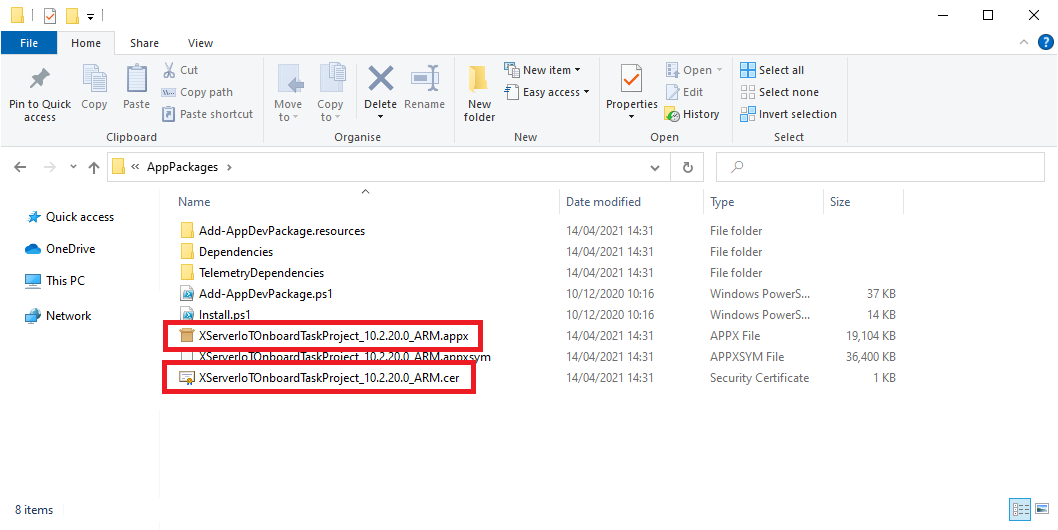 File Home Share View
Pin to Quick access
Copy
Paste
Cut
Copy path
Paste shortcut
Clipboard
Move to
Copy to
Delete
Rename
Organise
New folder
New item
Easy access
New
Properties
Open
Edit
History
Open
Select all
Select none
Invert selection
Select
« AppPackages
Name Date modified Type Size
Quick access
OneDrive
This PC
Network
Add-AppDevPackage.resources 14/04/2021 14:31 File folder
Dependencies 14/04/2021 14:31 File folder
TelemetryDependencies 14/04/2021 14:31 File folder
Add-AppDevPackage.ps1 10/12/2020 10:16 Windows PowerS... 37 KB
Install.ps1 10/12/2020 10:16 Windows PowerS... 14 KB
XServerIoTOnboardTaskProject_10.2.20.0_ARM.appx 14/04/2021 14:31 APPX File 19,104 KB
XServerIoTOnboardTaskProject_10.2.20.0_ARM.appxsym 14/04/2021 14:31 APPXSYM File 36,400 KB
XServerIoTOnboardTaskProject_10.2.20.0_ARM.cer 14/04/2021 14:31 Security Certificate 1 KB
8 items